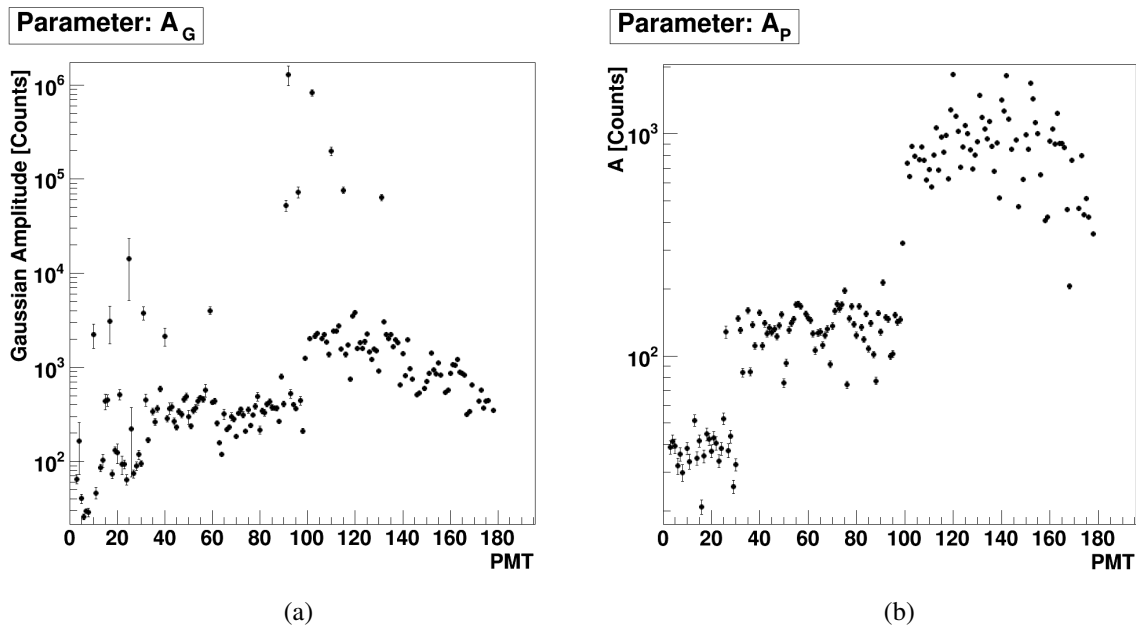 Parameter: A_G
Gaussian Amplitude [Counts]
10^6
10^5
10^4
10^3
10^2
0 20 40 60 80 100 120 140 160 180
PMT
(a)
Parameter: A_P
A [Counts]
10^3
10^2
0 20 40 60 80 100 120 140 160 180
PMT
(b)